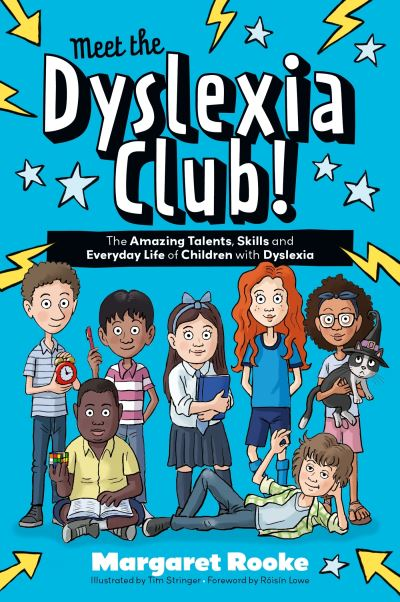 Meet the
Dyslexia
Club!
The Amazing Talents, Skills and
Everyday Life of Children with Dyslexia
Margaret Rooke
Illustrated by Tim Stringer • Foreword by Róisín Lowe